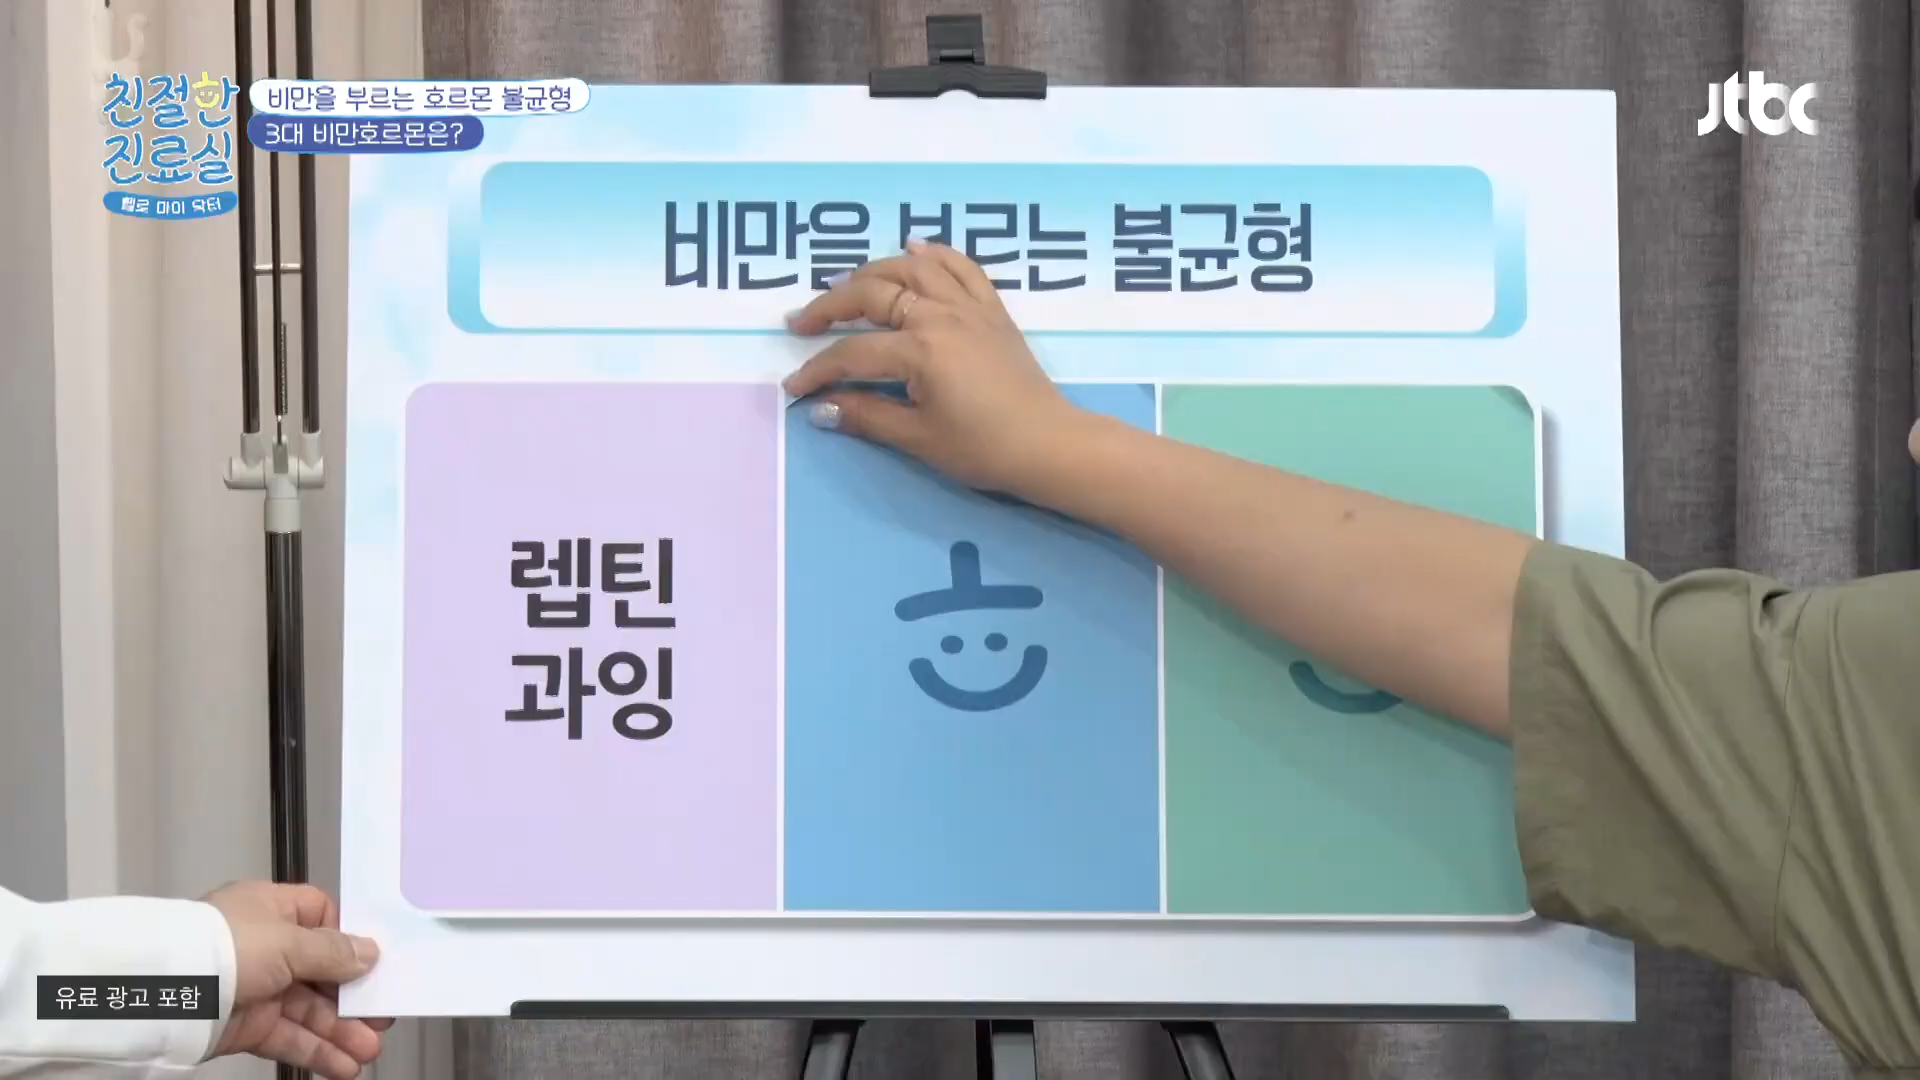 친절한
진료실
헬로 마이 닥터
비만을 부르는 호르몬 불균형
3대 비만호르몬은?
jtbc
비만을 부르는 불균형
렙틴
과잉
유료 광고 포함